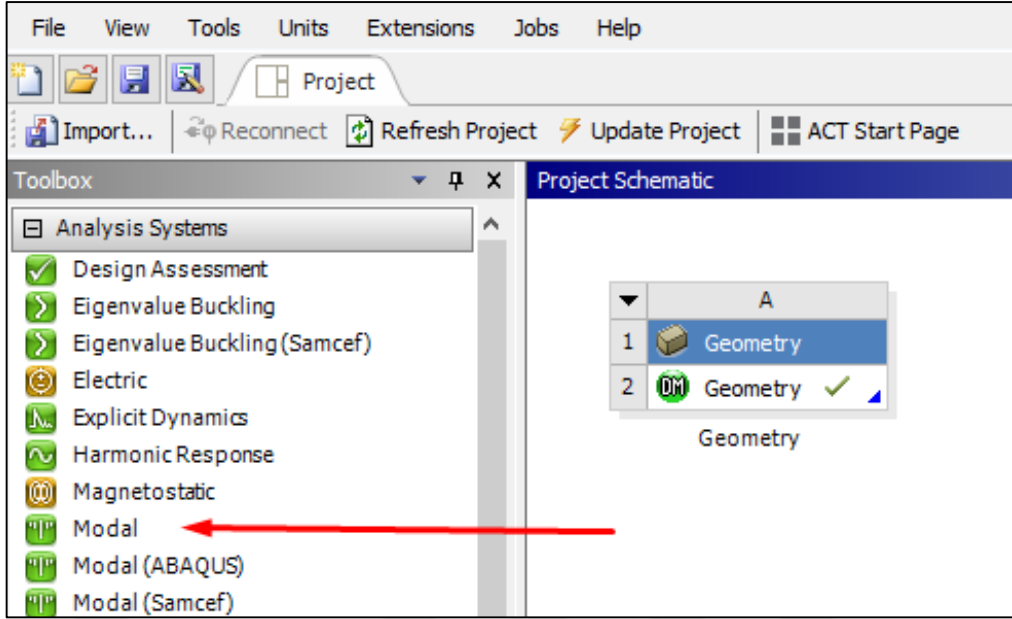 File View Tools Units Extensions Jobs Help
Project
Import... Reconnect Refresh Project Update Project ACT Start Page
Toolbox
Project Schematic
Analysis Systems
Design Assessment
Eigenvalue Buckling
Eigenvalue Buckling (Samcef)
Electric
Explicit Dynamics
Harmonic Response
Magnetostatic
Modal
Modal (ABAQUS)
Modal (Samcef)
A
1 Geometry
2 DM Geometry
Geometry